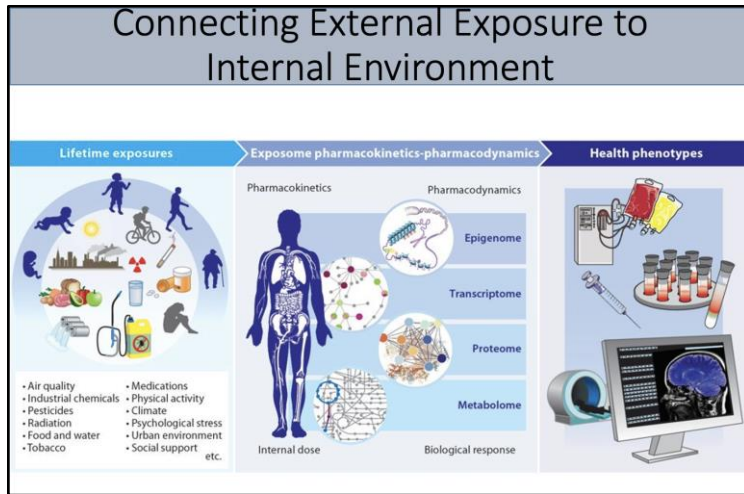 Connecting External Exposure to
Internal Environment
Lifetime exposures
Exposome pharmacokinetics-pharmacodynamics
Health phenotypes
Pharmacokinetics
Pharmacodynamics
Epigenome
Transcriptome
Proteome
Metabolome
Internal dose
Biological response
• Air quality
• Industrial chemicals
• Pesticides
• Radiation
• Food and water
• Tobacco
• Medications
• Physical activity
• Climate
• Psychological stress
• Urban environment
• Social support
etc.